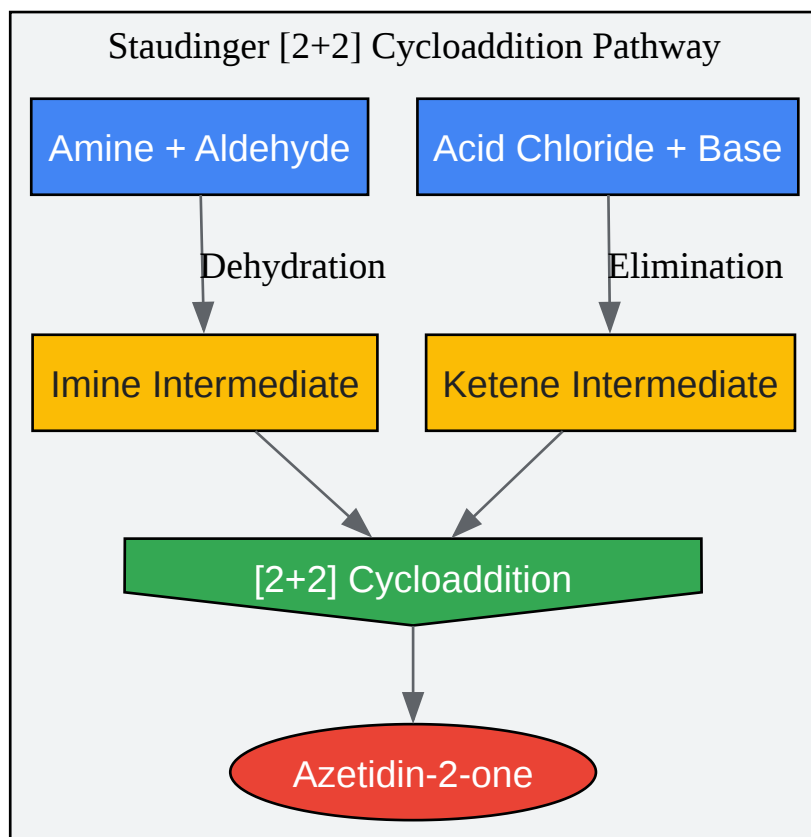 Staudinger [2+2] Cycloaddition Pathway
Amine + Aldehyde
Acid Chloride + Base
Dehydration
Elimination
Imine Intermediate
Ketene Intermediate
[2+2] Cycloaddition
Azetidin-2-one